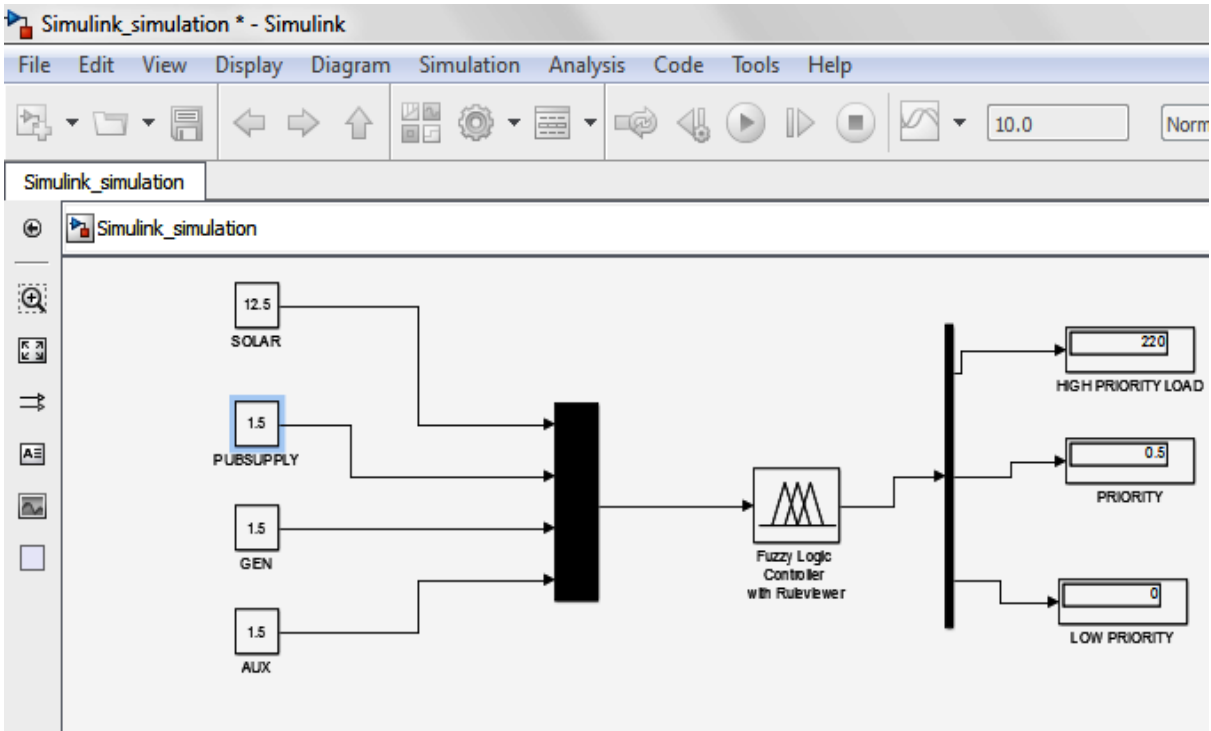 Simulink_simulation * - Simulink
File Edit View Display Diagram Simulation Analysis Code Tools Help
10.0 Norm
Simulink_simulation
Simulink_simulation
12.5
SOLAR
1.5
PUBSUPPLY
1.5
GEN
1.5
AUX
Fuzzy Logic
Controller
with Ruleviewer
220
HIGH PRIORITY LOAD
0.5
PRIORITY
0
LOW PRIORITY